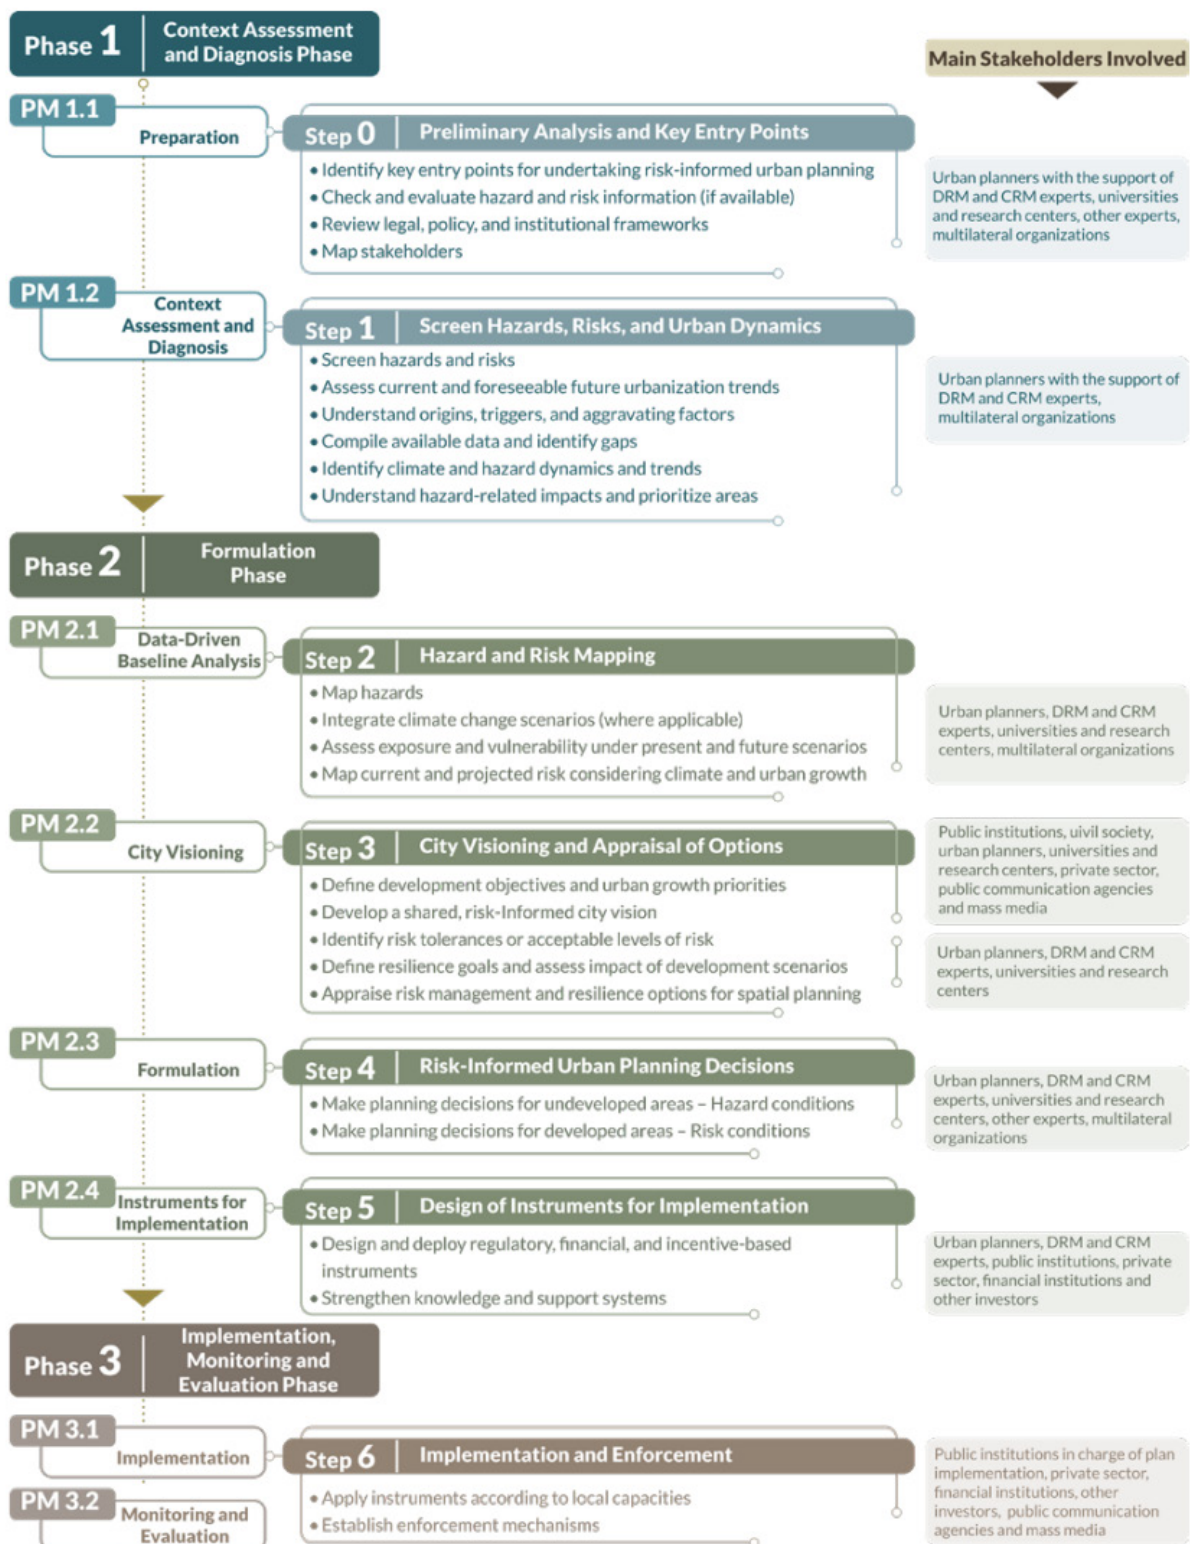 Phase 1
Context Assessment
and Diagnosis Phase
Main Stakeholders Involved
PM 1.1
Preparation
Step 0
Preliminary Analysis and Key Entry Points
• Identify key entry points for undertaking risk-informed urban planning
• Check and evaluate hazard and risk information (if available)
• Review legal, policy, and institutional frameworks
• Map stakeholders
Urban planners with the support of
DRM and CRM experts, universities
and research centers, other experts,
multilateral organizations
PM 1.2
Context
Assessment and
Diagnosis
Step 1
Screen Hazards, Risks, and Urban Dynamics
• Screen hazards and risks
• Assess current and foreseeable future urbanization trends
• Understand origins, triggers, and aggravating factors
• Compile available data and identify gaps
• Identify climate and hazard dynamics and trends
• Understand hazard-related impacts and prioritize areas
Urban planners with the support of
DRM and CRM experts,
multilateral organizations
Phase 2
Formulation
Phase
PM 2.1
Data-Driven
Baseline Analysis
Step 2
Hazard and Risk Mapping
• Map hazards
• Integrate climate change scenarios (where applicable)
• Assess exposure and vulnerability under present and future scenarios
• Map current and projected risk considering climate and urban growth
Urban planners, DRM and CRM
experts, universities and research
centers, multilateral organizations
PM 2.2
City Visioning
Step 3
City Visioning and Appraisal of Options
• Define development objectives and urban growth priorities
• Develop a shared, risk-Informed city vision
• Identify risk tolerances or acceptable levels of risk
• Define resilience goals and assess impact of development scenarios
• Appraise risk management and resilience options for spatial planning
Public institutions, uivil society,
urban planners, universities and
research centers, private sector,
public communication agencies
and mass media
Urban planners, DRM and CRM
experts, universities and research
centers
PM 2.3
Formulation
Step 4
Risk-Informed Urban Planning Decisions
• Make planning decisions for undeveloped areas – Hazard conditions
• Make planning decisions for developed areas – Risk conditions
Urban planners, DRM and CRM
experts, universities and research
centers, other experts, multilateral
organizations
PM 2.4
Instruments for
Implementation
Step 5
Design of Instruments for Implementation
• Design and deploy regulatory, financial, and incentive-based
instruments
• Strengthen knowledge and support systems
Urban planners, DRM and CRM
experts, public institutions, private
sector, financial institutions and
other investors
Phase 3
Implementation,
Monitoring and
Evaluation Phase
PM 3.1
Implementation
Step 6
Implementation and Enforcement
• Apply instruments according to local capacities
• Establish enforcement mechanisms
Public institutions in charge of plan
implementation, private sector,
financial institutions, other
investors, public communication
agencies and mass media
PM 3.2
Monitoring and
Evaluation